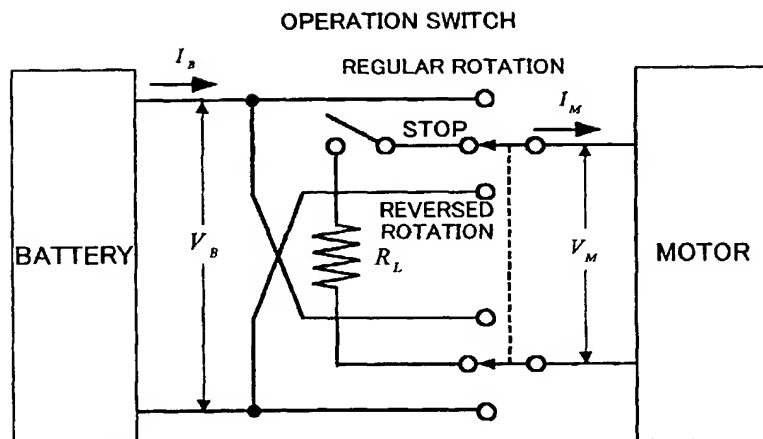 OPERATION SWITCH
I_B
REGULAR ROTATION
I_M
STOP
REVERSED
ROTATION
BATTERY
V_B
R_L
V_M
MOTOR